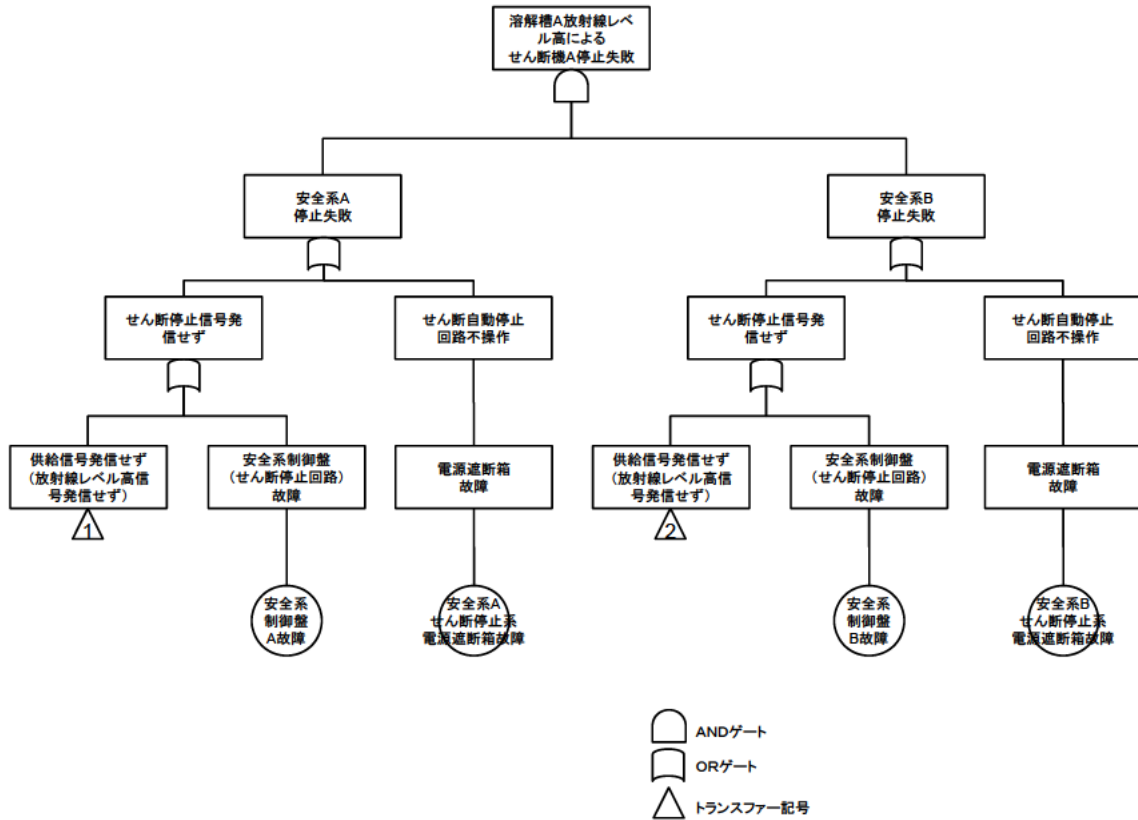 溶解槽A放射線レベ
ル高による
せん断機A停止失敗
安全系A
停止失敗
安全系B
停止失敗
せん断停止信号発
信せず
せん断自動停止
回路不操作
せん断停止信号発
信せず
せん断自動停止
回路不操作
供給信号発信せず
(放射線レベル高信
号発信せず)
安全系制御盤
(せん断停止回路)
故障
電源遮断箱
故障
供給信号発信せず
(放射線レベル高信
号発信せず)
安全系制御盤
(せん断停止回路)
故障
電源遮断箱
故障
1
2
安全系
制御盤
A故障
安全系A
せん断停止系
電源遮断箱故障
安全系
制御盤
B故障
安全系B
せん断停止系
電源遮断箱故障
ANDゲート
ORゲート
トランスファー記号